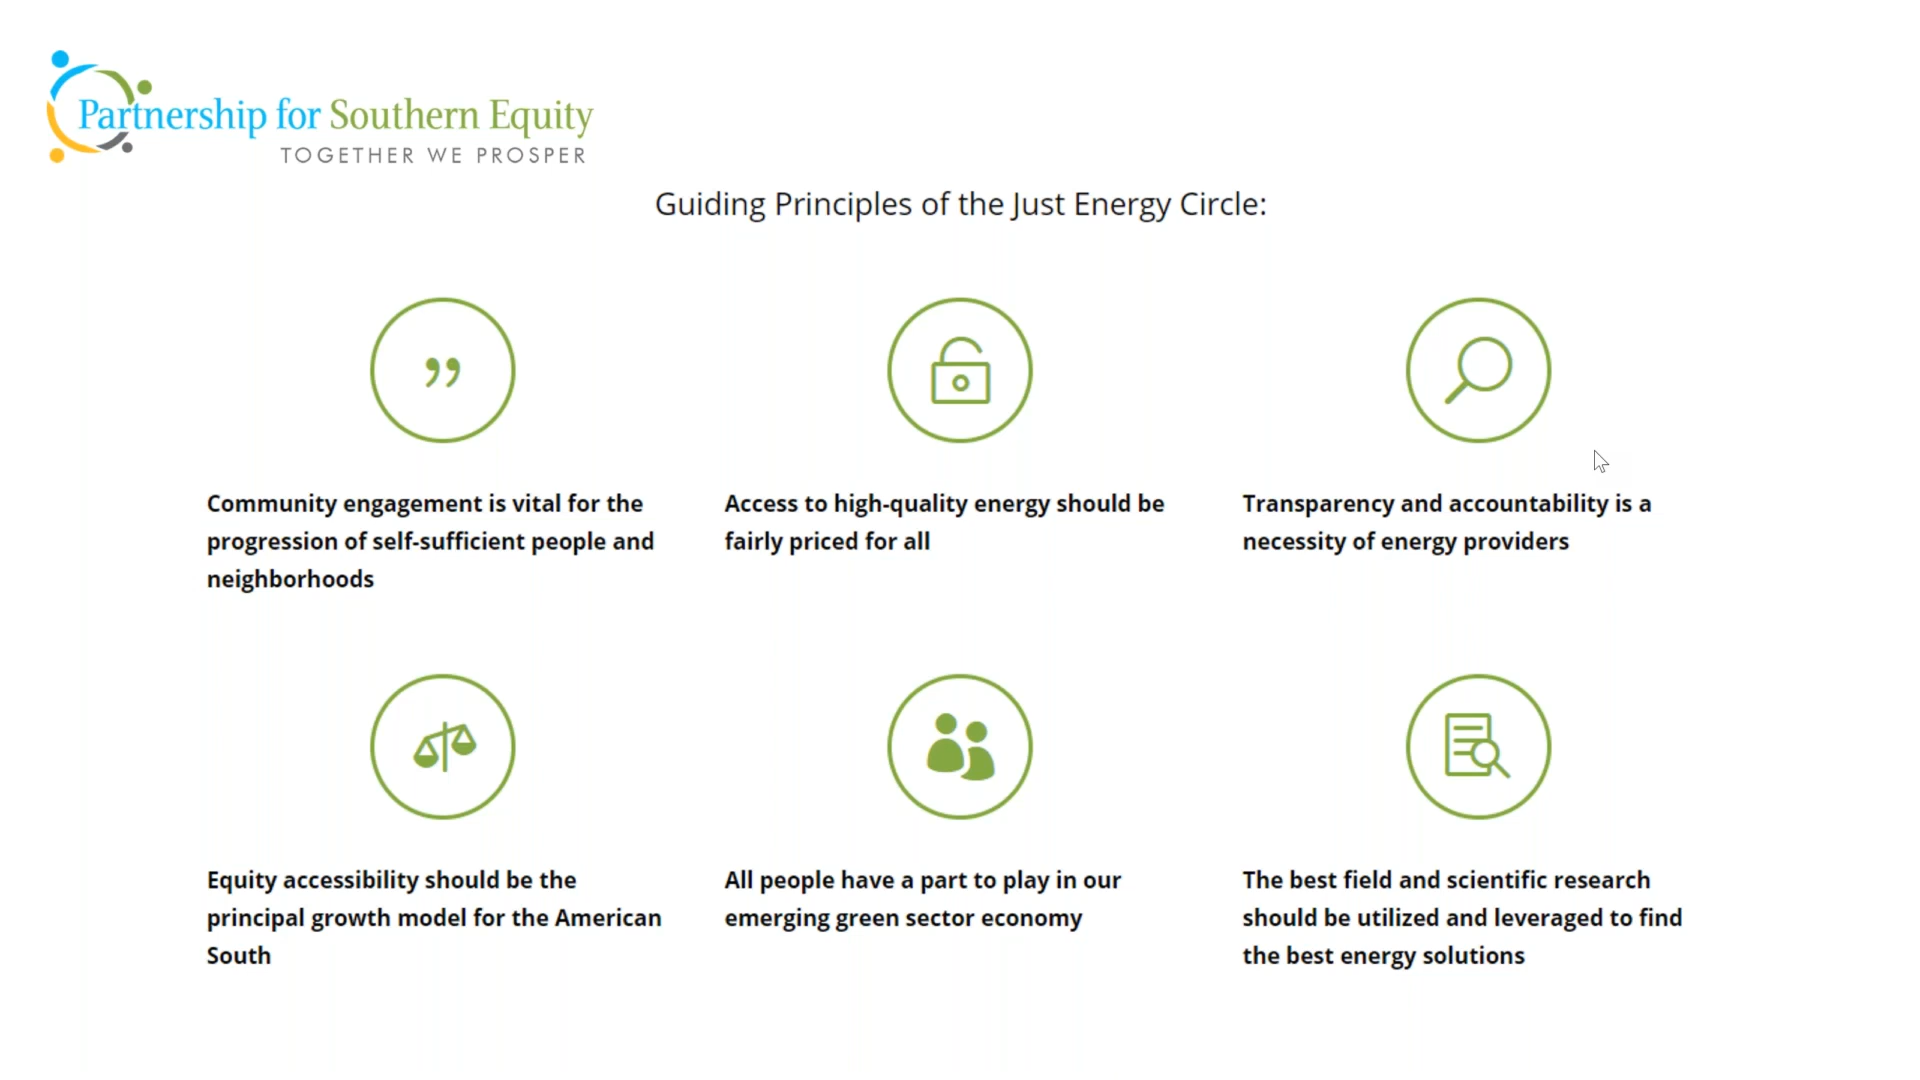 Partnership for Southern Equity
TOGETHER WE PROSPER
Guiding Principles of the Just Energy Circle:
Community engagement is vital for the
progression of self-sufficient people and
neighborhoods
Access to high-quality energy should be
fairly priced for all
Transparency and accountability is a
necessity of energy providers
Equity accessibility should be the
principal growth model for the American
South
All people have a part to play in our
emerging green sector economy
The best field and scientific research
should be utilized and leveraged to find
the best energy solutions